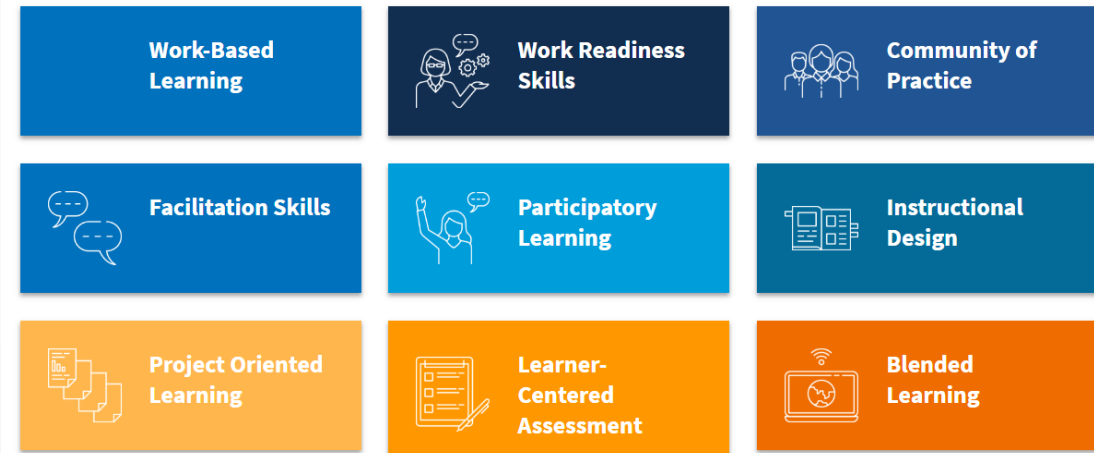 Work-Based
Learning
Work Readiness
Skills
Community of
Practice
Facilitation Skills
Participatory
Learning
Instructional
Design
Project Oriented
Learning
Learner-
Centered
Assessment
Blended
Learning